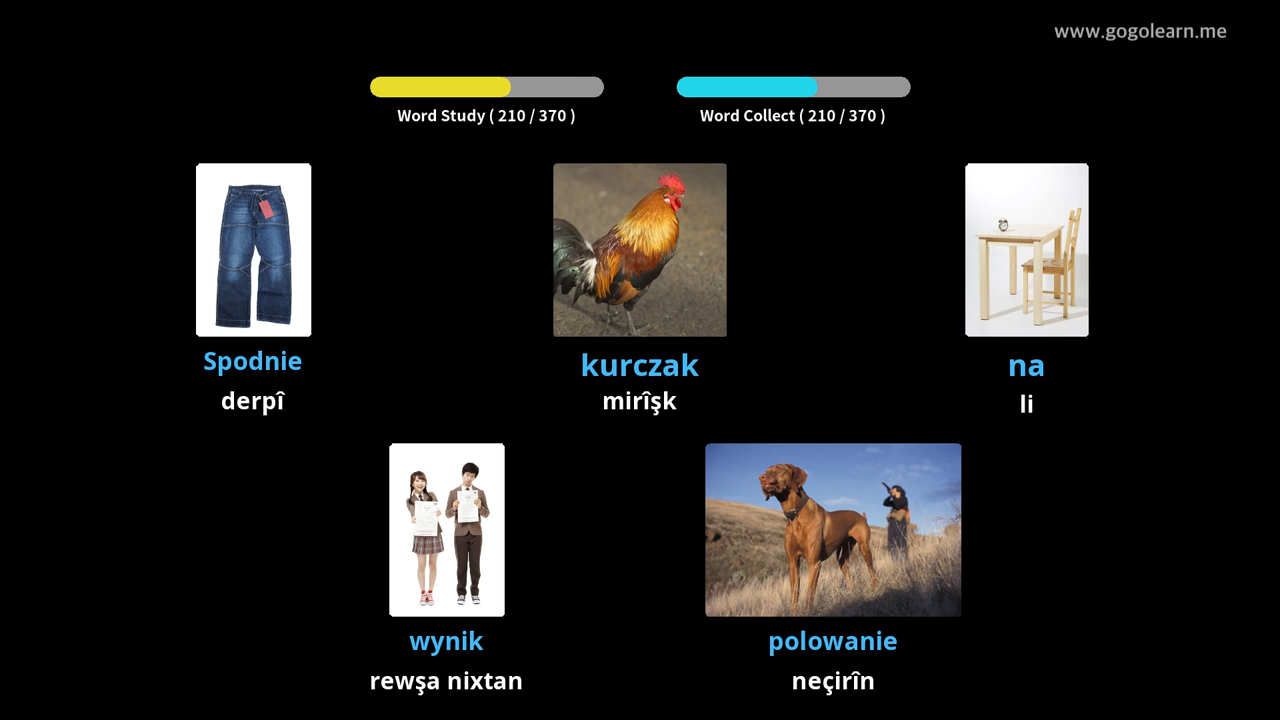 www.gogolearn.me
Word Study ( 210 / 370 )
Word Collect ( 210 / 370 )
Spodnie
derpî
kurczak
mirîşk
na
li
wynik
rewşa nixtan
polowanie
neçirîn